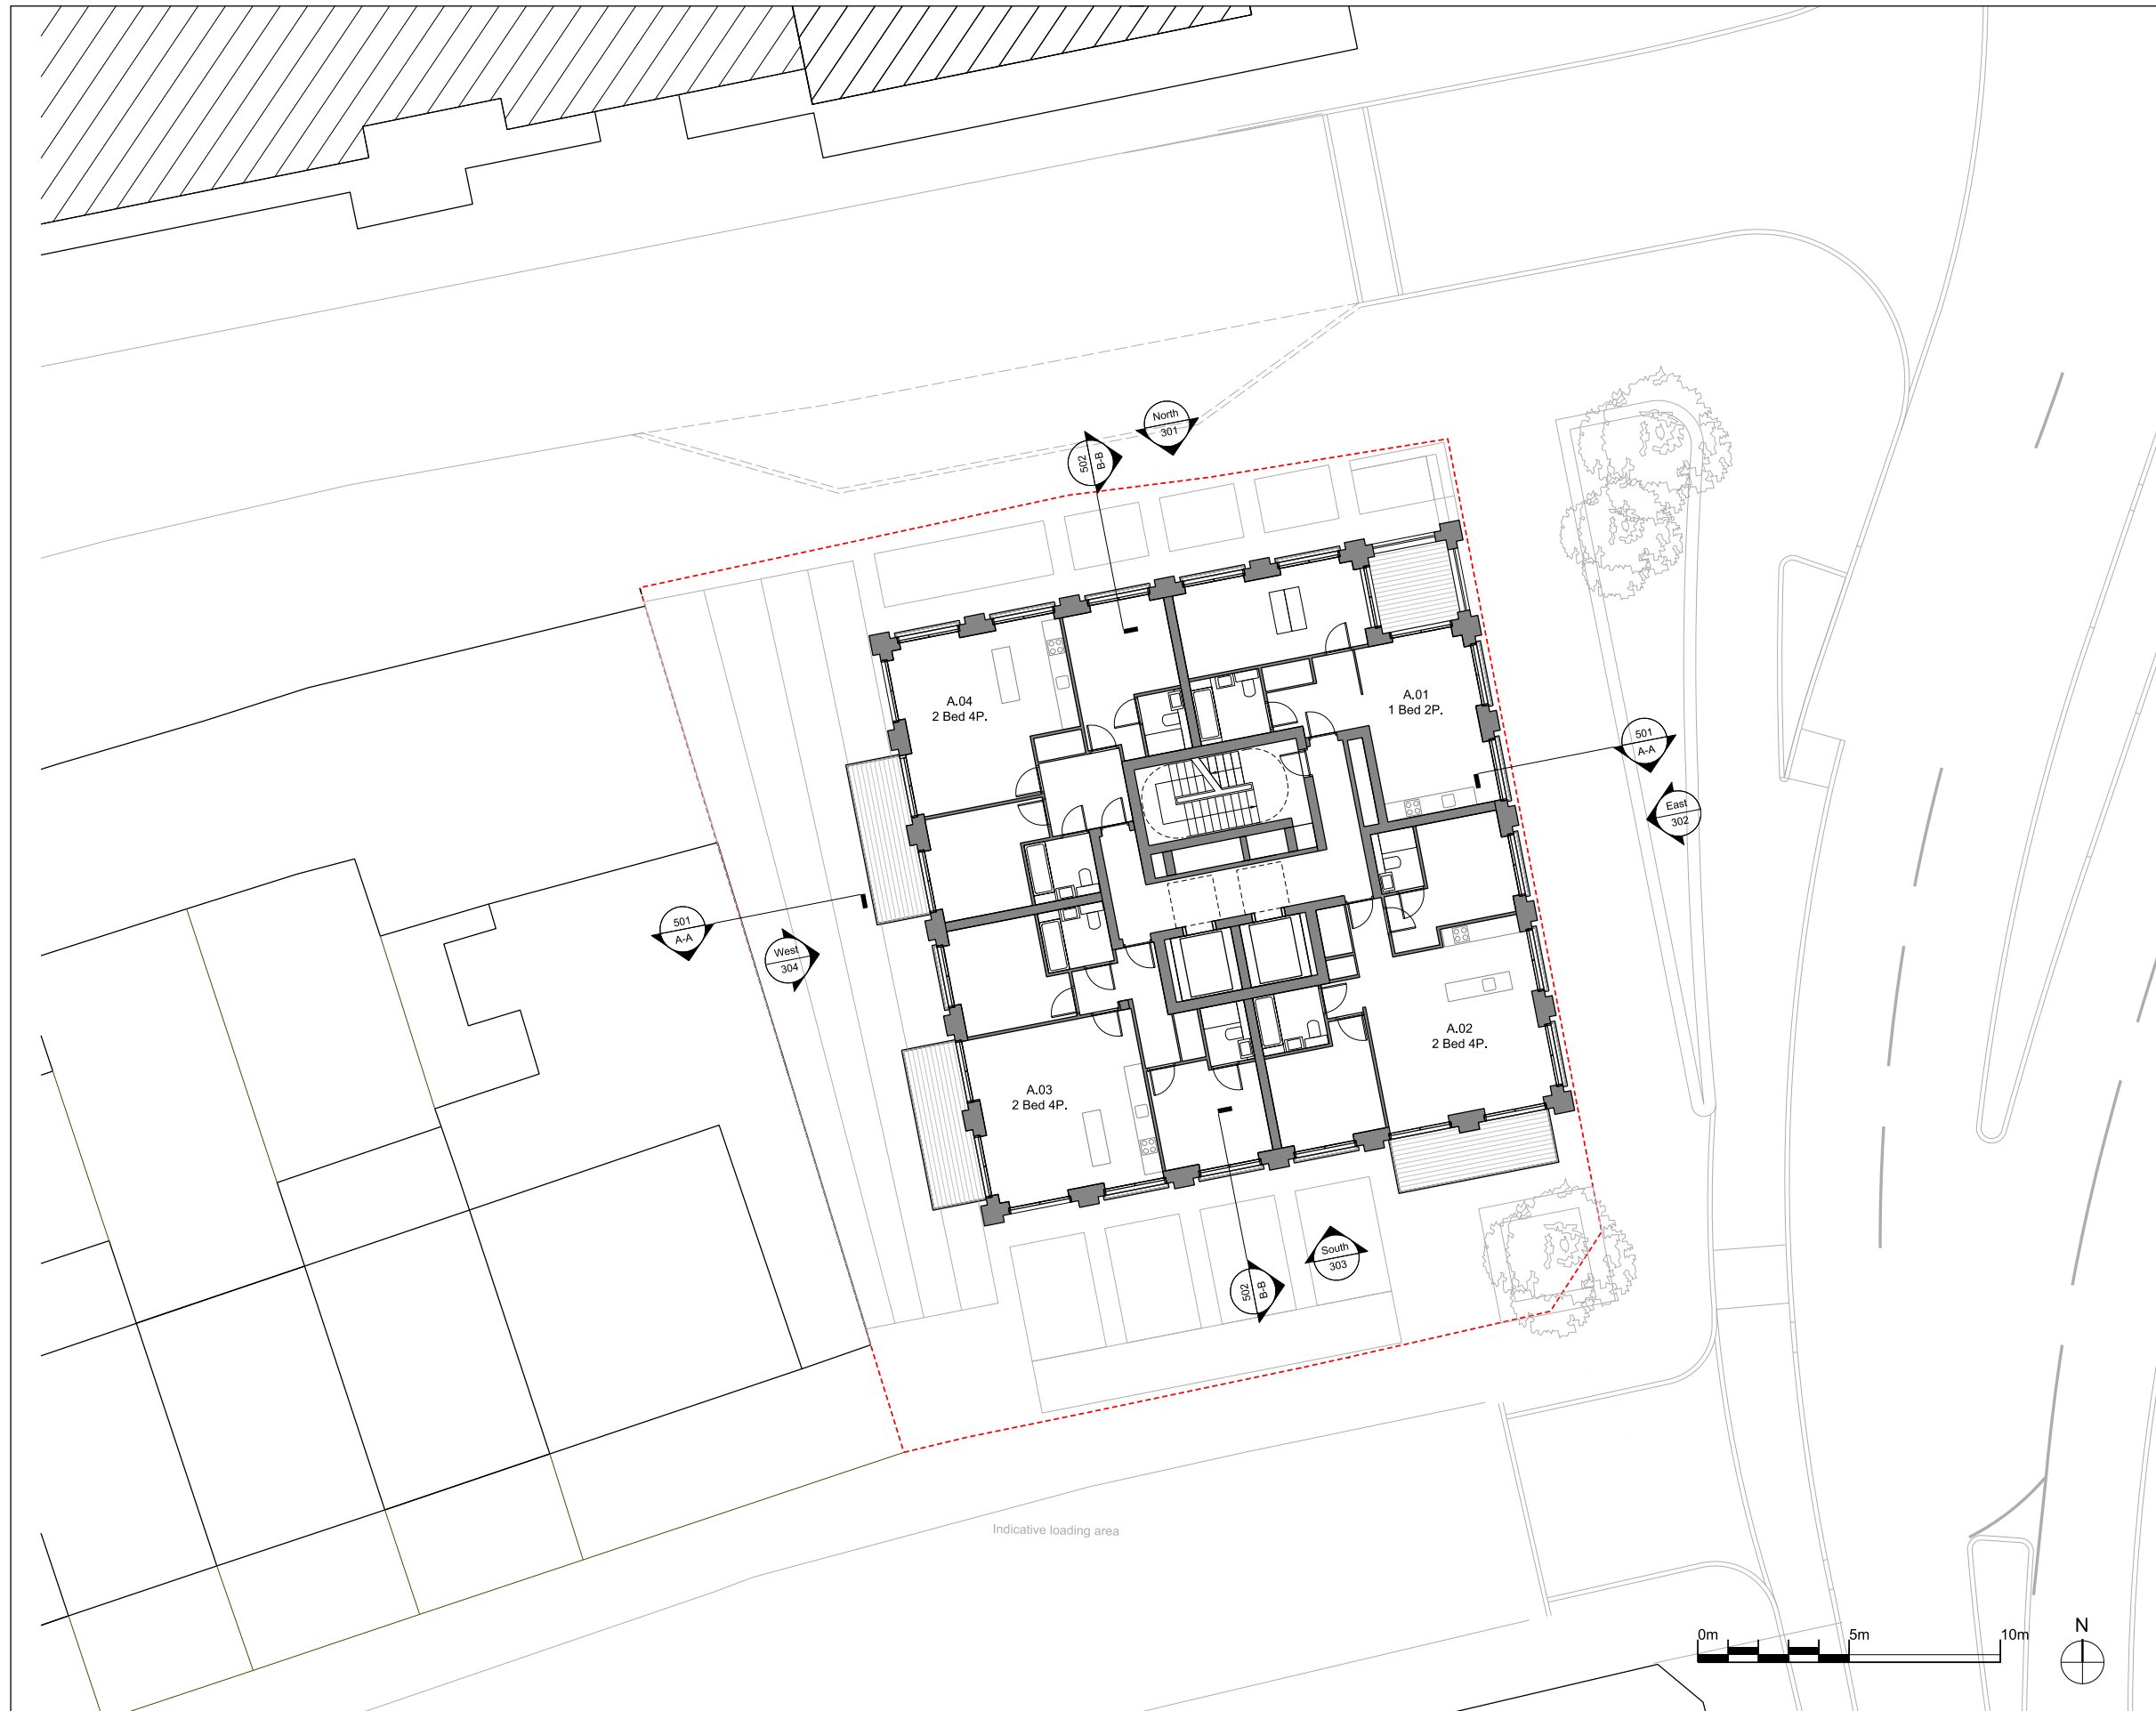 North
301
502
B-B
A.04
2 Bed 4P.
A.01
1 Bed 2P.
501
A-A
East
302
501
A-A
West
304
A.02
2 Bed 4P.
A.03
2 Bed 4P.
South
303
502
B-B
Indicative loading area
0m
5m
10m
N